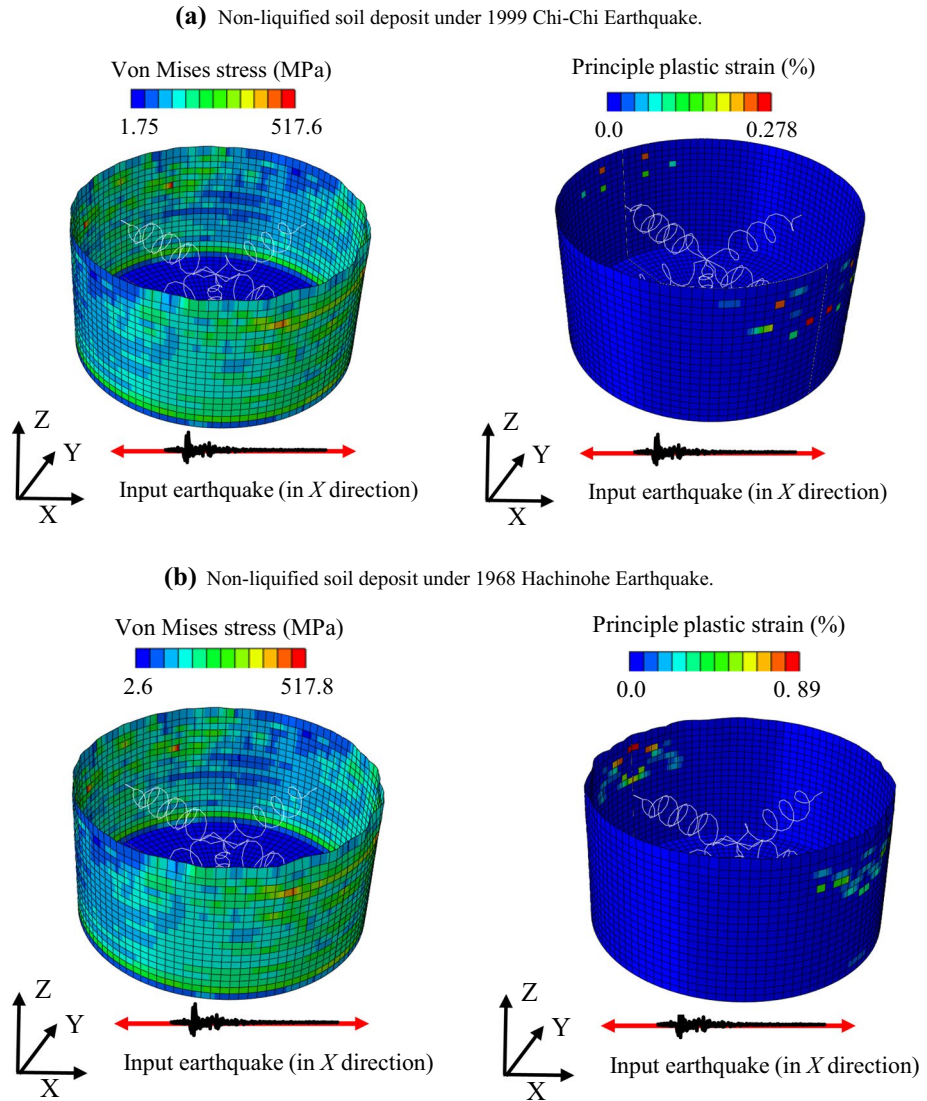 (a) Non-liquified soil deposit under 1999 Chi-Chi Earthquake.
Von Mises stress (MPa)
1.75 517.6
Principle plastic strain (%)
0.0 0.278
Z
Y
X
Input earthquake (in X direction)
Z
Y
X
Input earthquake (in X direction)
(b) Non-liquified soil deposit under 1968 Hachinohe Earthquake.
Von Mises stress (MPa)
2.6 517.8
Principle plastic strain (%)
0.0 0. 89
Z
Y
X
Input earthquake (in X direction)
Z
Y
X
Input earthquake (in X direction)